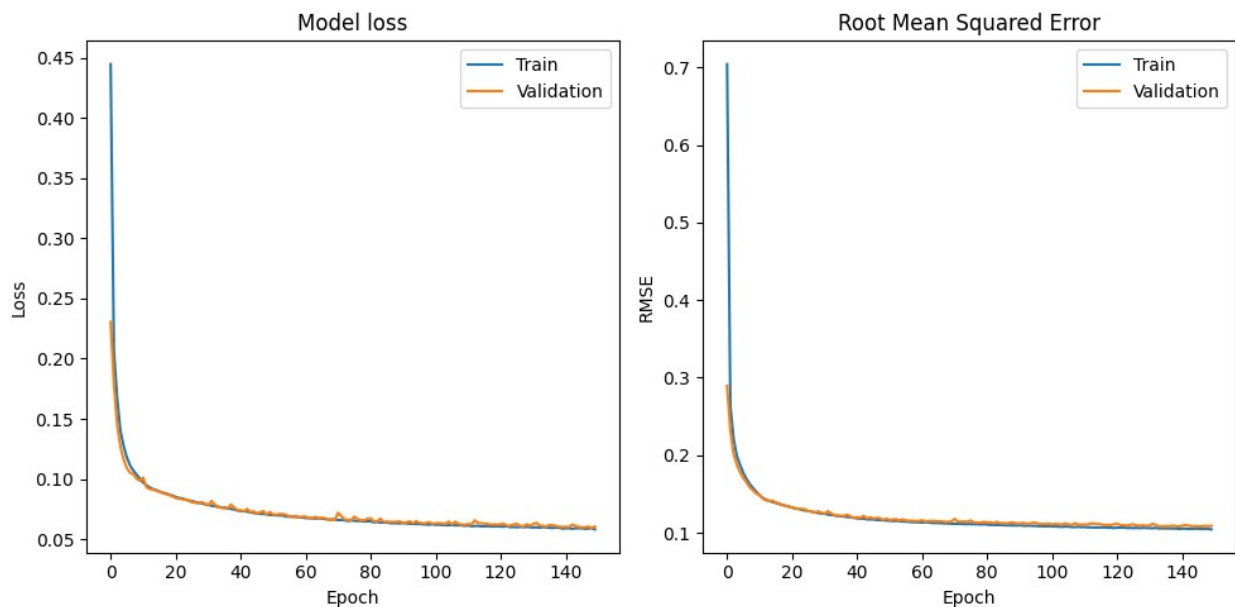 Model loss
Train
Validation
0.45
0.40
0.35
0.30
0.25
0.20
0.15
0.10
0.05
Loss
0 20 40 60 80 100 120 140
Epoch
Root Mean Squared Error
Train
Validation
0.7
0.6
0.5
0.4
0.3
0.2
0.1
RMSE
0 20 40 60 80 100 120 140
Epoch